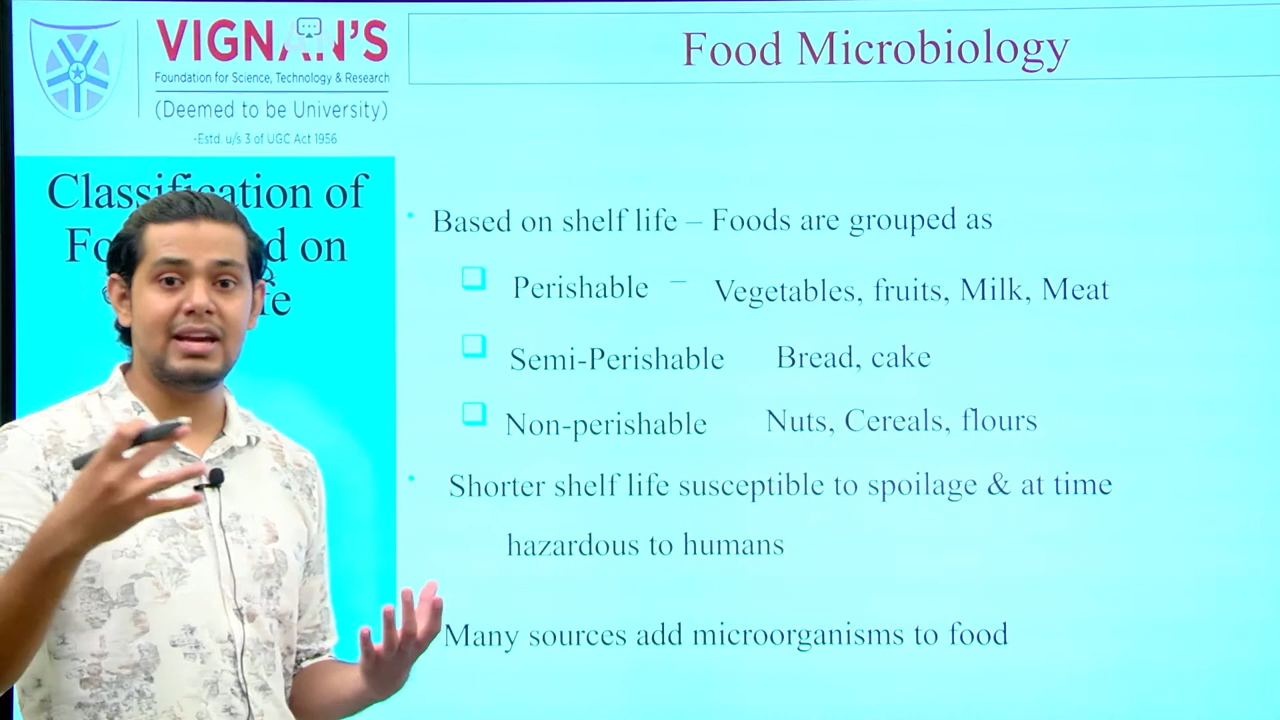 VIGNAN'S
Foundation for Science, Technology & Research
(Deemed to be University)
-Estd. u/s 3 of UGC Act 1956
Food Microbiology
Classification of
on
• Based on shelf life – Foods are grouped as
❑ Perishable – Vegetables, fruits, Milk, Meat
❑ Semi-Perishable Bread, cake
❑ Non-perishable Nuts, Cereals, flours
• Shorter shelf life susceptible to spoilage & at time
hazardous to humans
Many sources add microorganisms to food